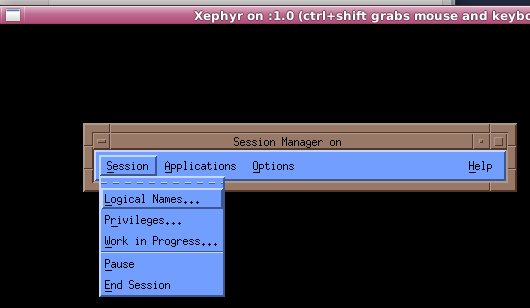 Xephyr on :1.0 (ctrl+shift grabs mouse and keybo
Session Manager on
Session Applications Options Help
Logical Names...
Privileges...
Work in Progress...
Pause
End Session